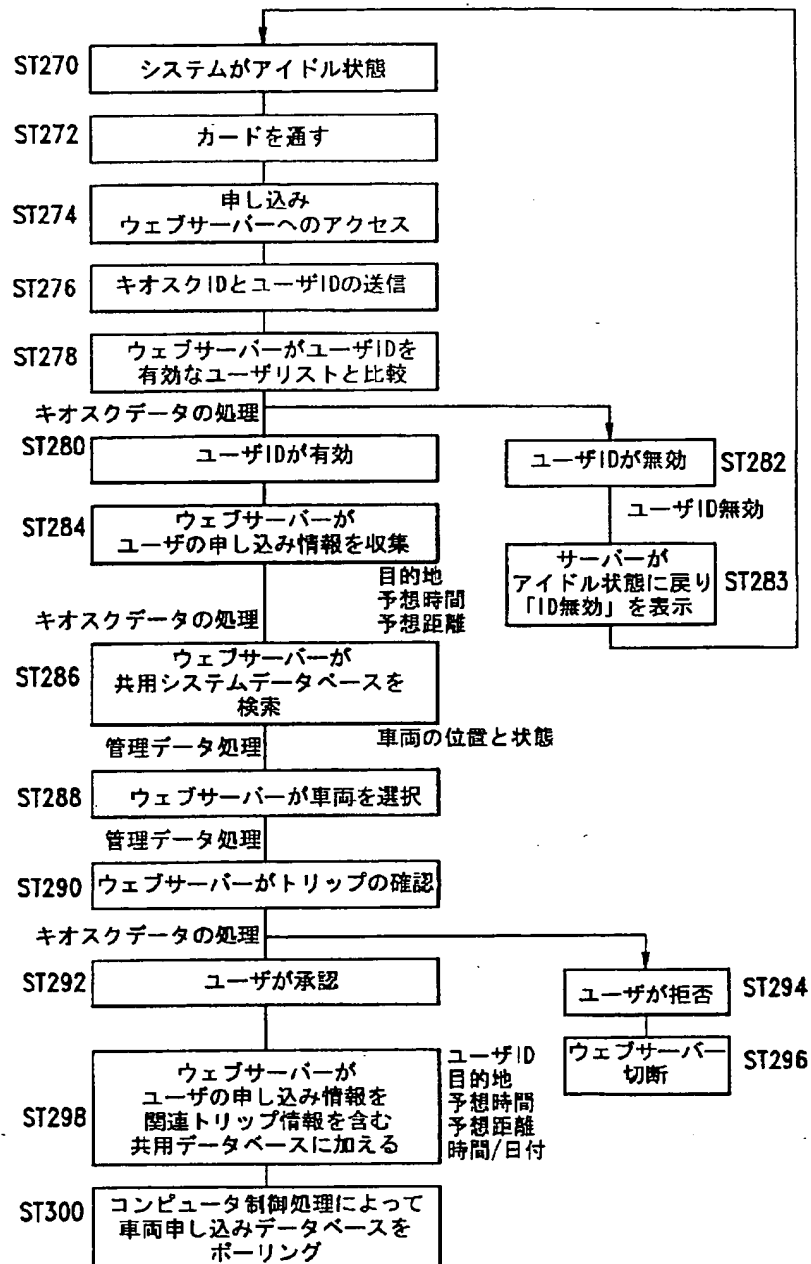 ST270
システムがアイドル状態
ST272
カードを通す
ST274
申し込み
ウェブサーバーへのアクセス
ST276
キオスクIDとユーザIDの送信
ST278
ウェブサーバーがユーザIDを
有効なユーザリストと比較
キオスクデータの処理
ST280
ユーザIDが有効
ユーザIDが無効
ST282
ユーザID無効
ST284
ウェブサーバーが
ユーザの申し込み情報を収集
サーバーが
アイドル状態に戻り
「ID無効」を表示
ST283
目的地
予想時間
予想距離
キオスクデータの処理
ST286
ウェブサーバーが
共用システムデータベースを
検索
車両の位置と状態
管理データ処理
ST288
ウェブサーバーが車両を選択
管理データ処理
ST290
ウェブサーバーがトリップの確認
キオスクデータの処理
ST292
ユーザが承認
ユーザが拒否
ST294
ウェブサーバー
切断
ST296
ST298
ウェブサーバーが
ユーザの申し込み情報を
関連トリップ情報を含む
共用データベースに加える
ユーザID
目的地
予想時間
予想距離
時間/日付
ST300
コンピュータ制御処理によって
車両申し込みデータベースを
ポーリング